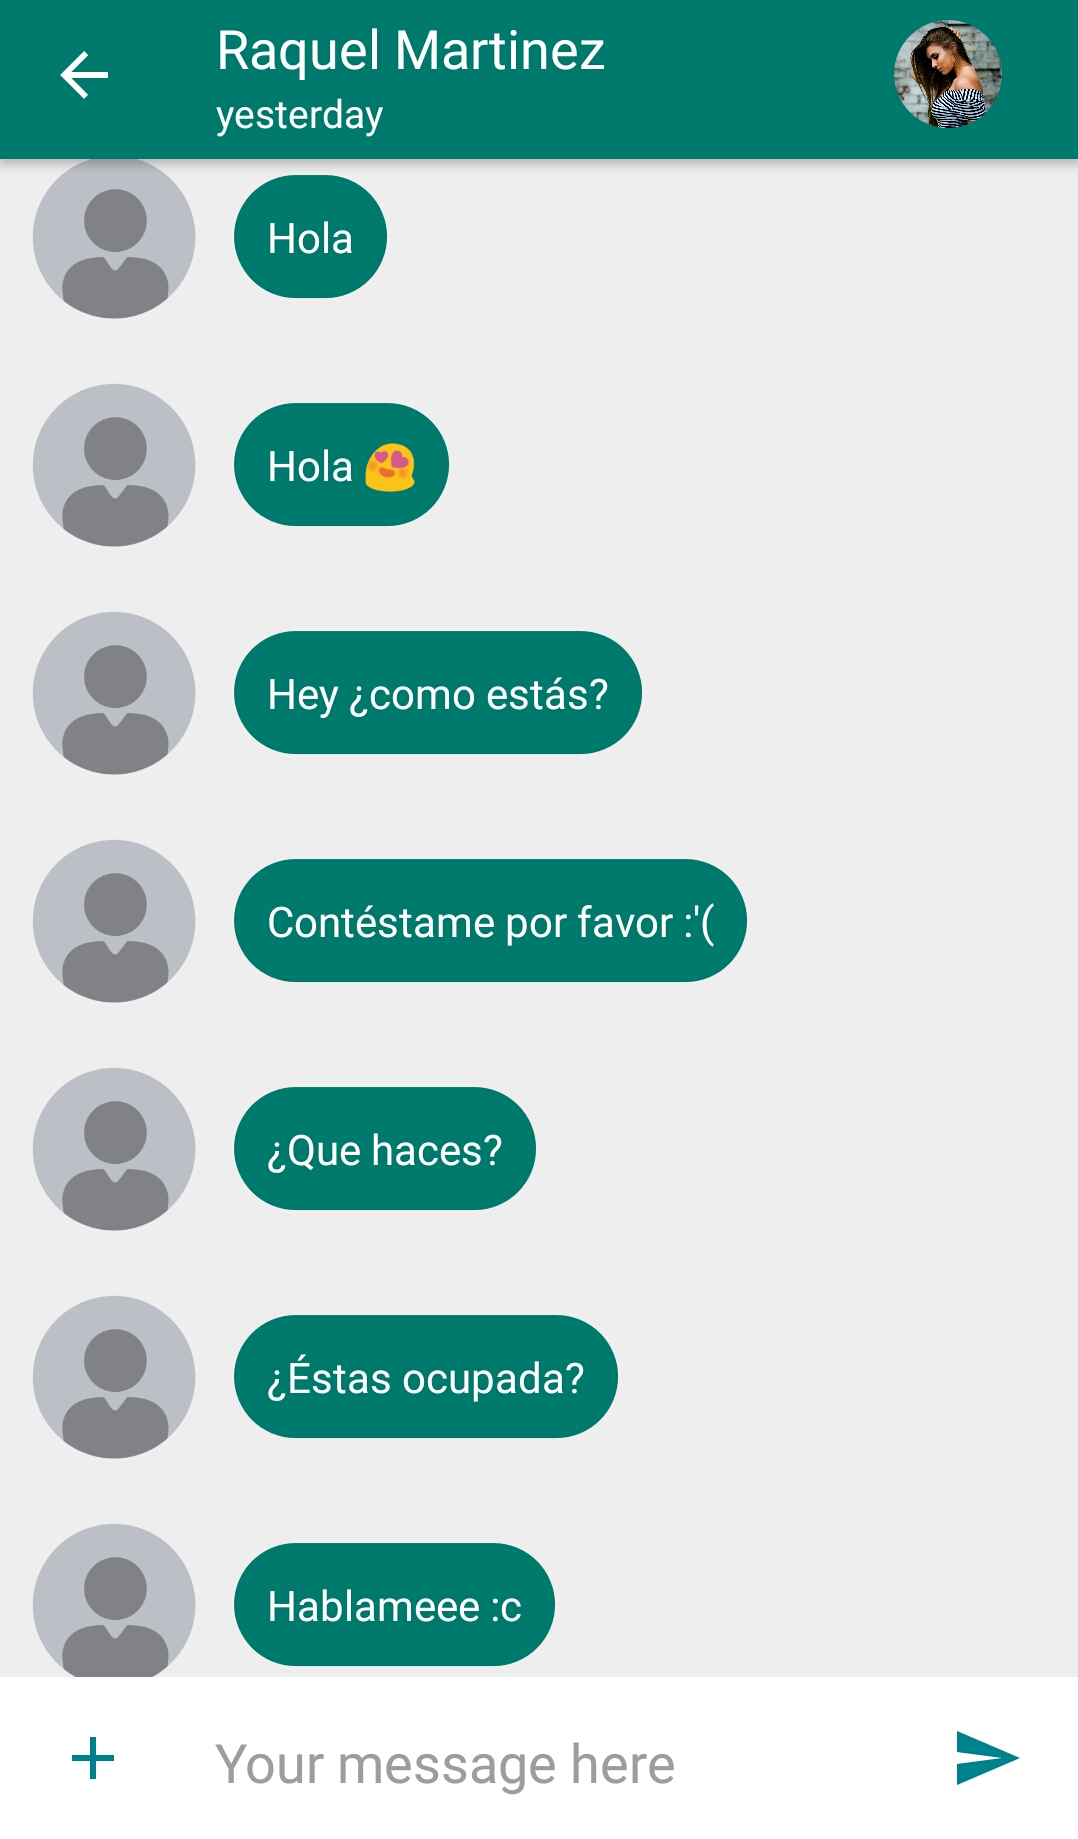 Raquel Martinez
yesterday
Hola
Hola 😍
Hey ¿como estás?
Contéstame por favor :'(
¿Que haces?
¿Éstas ocupada?
Hablameee :c
Your message here